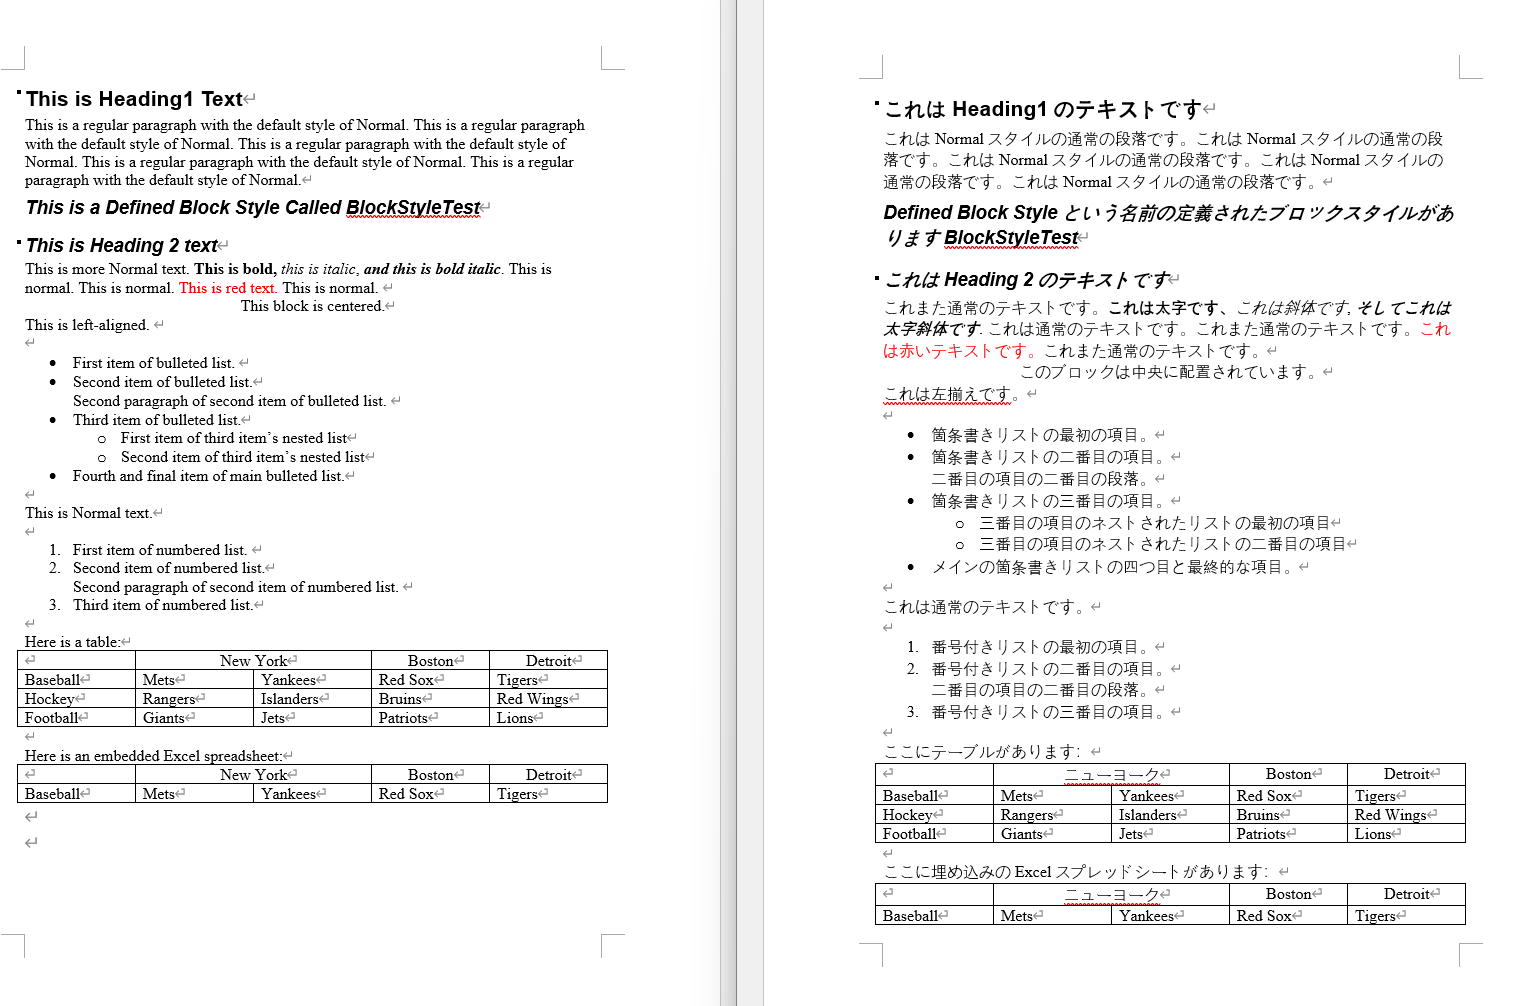 This is Heading1 Text
This is a regular paragraph with the default style of Normal. This is a regular paragraph
with the default style of Normal. This is a regular paragraph with the default style of
Normal. This is a regular paragraph with the default style of Normal. This is a regular
paragraph with the default style of Normal.
This is a Defined Block Style Called BlockStyleTest
This is Heading 2 text
This is more Normal text. This is bold, this is italic, and this is bold italic. This is
normal. This is normal. This is red text. This is normal.
This block is centered.
This is left-aligned.
• First item of bulleted list.
• Second item of bulleted list.
Second paragraph of second item of bulleted list.
• Third item of bulleted list.
o First item of third item’s nested list
o Second item of third item’s nested list
• Fourth and final item of main bulleted list.
This is Normal text.
1. First item of numbered list.
2. Second item of numbered list.
Second paragraph of second item of numbered list.
3. Third item of numbered list.
Here is a table:
New York Boston Detroit
Baseball Mets Yankees Red Sox Tigers
Hockey Rangers Islanders Bruins Red Wings
Football Giants Jets Patriots Lions
Here is an embedded Excel spreadsheet:
New York Boston Detroit
Baseball Mets Yankees Red Sox Tigers
これは Heading1 のテキストです
これは Normal スタイルの通常の段落です。これは Normal スタイルの通常の段
落です。これは Normal スタイルの通常の段落です。これは Normal スタイルの
通常の段落です。これは Normal スタイルの通常の段落です。
Defined Block Style という名前の定義されたブロックスタイルがあ
ります BlockStyleTest
これは Heading 2 のテキストです
これまた通常のテキストです。これは太字です、これは斜体です, そしてこれは
太字斜体です. これは通常のテキストです。これまた通常のテキストです。これ
は赤いテキストです。これまた通常のテキストです。
このブロックは中央に配置されています。
これは左揃えです。
• 箇条書きリストの最初の項目。
• 箇条書きリストの二番目の項目。
二番目の項目の二番目の段落。
• 箇条書きリストの三番目の項目。
o 三番目の項目のネストされたリストの最初の項目
o 三番目の項目のネストされたリストの二番目の項目
• メインの箇条書きリストの四つ目と最終的な項目。
これは通常のテキストです。
1. 番号付きリストの最初の項目。
2. 番号付きリストの二番目の項目。
二番目の項目の二番目の段落。
3. 番号付きリストの三番目の項目。
ここにテーブルがあります:
ニューヨーク Boston Detroit
Baseball Mets Yankees Red Sox Tigers
Hockey Rangers Islanders Bruins Red Wings
Football Giants Jets Patriots Lions
ここに埋め込みの Excel スプレッドシートがあります:
ニューヨーク Boston Detroit
Baseball Mets Yankees Red Sox Tigers